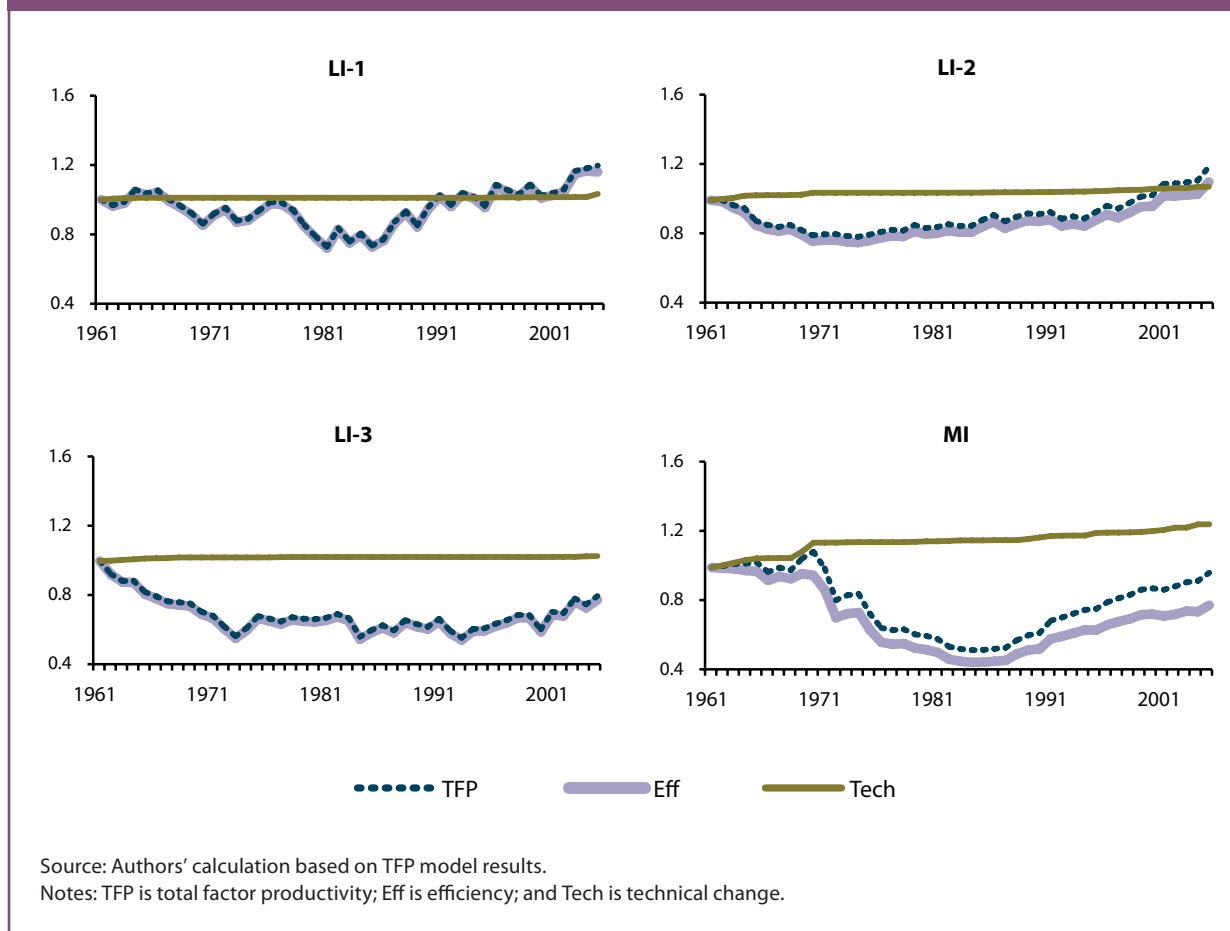 LI-1
LI-2
1.6
1.2
0.8
0.4
1961 1971 1981 1991 2001
1.6
1.2
0.8
0.4
1961 1971 1981 1991 2001
LI-3
MI
1.6
1.2
0.8
0.4
1961 1971 1981 1991 2001
1.6
1.2
0.8
0.4
1961 1971 1981 1991 2001
TFP Eff Tech
Source: Authors’ calculation based on TFP model results.
Notes: TFP is total factor productivity; Eff is efficiency; and Tech is technical change.